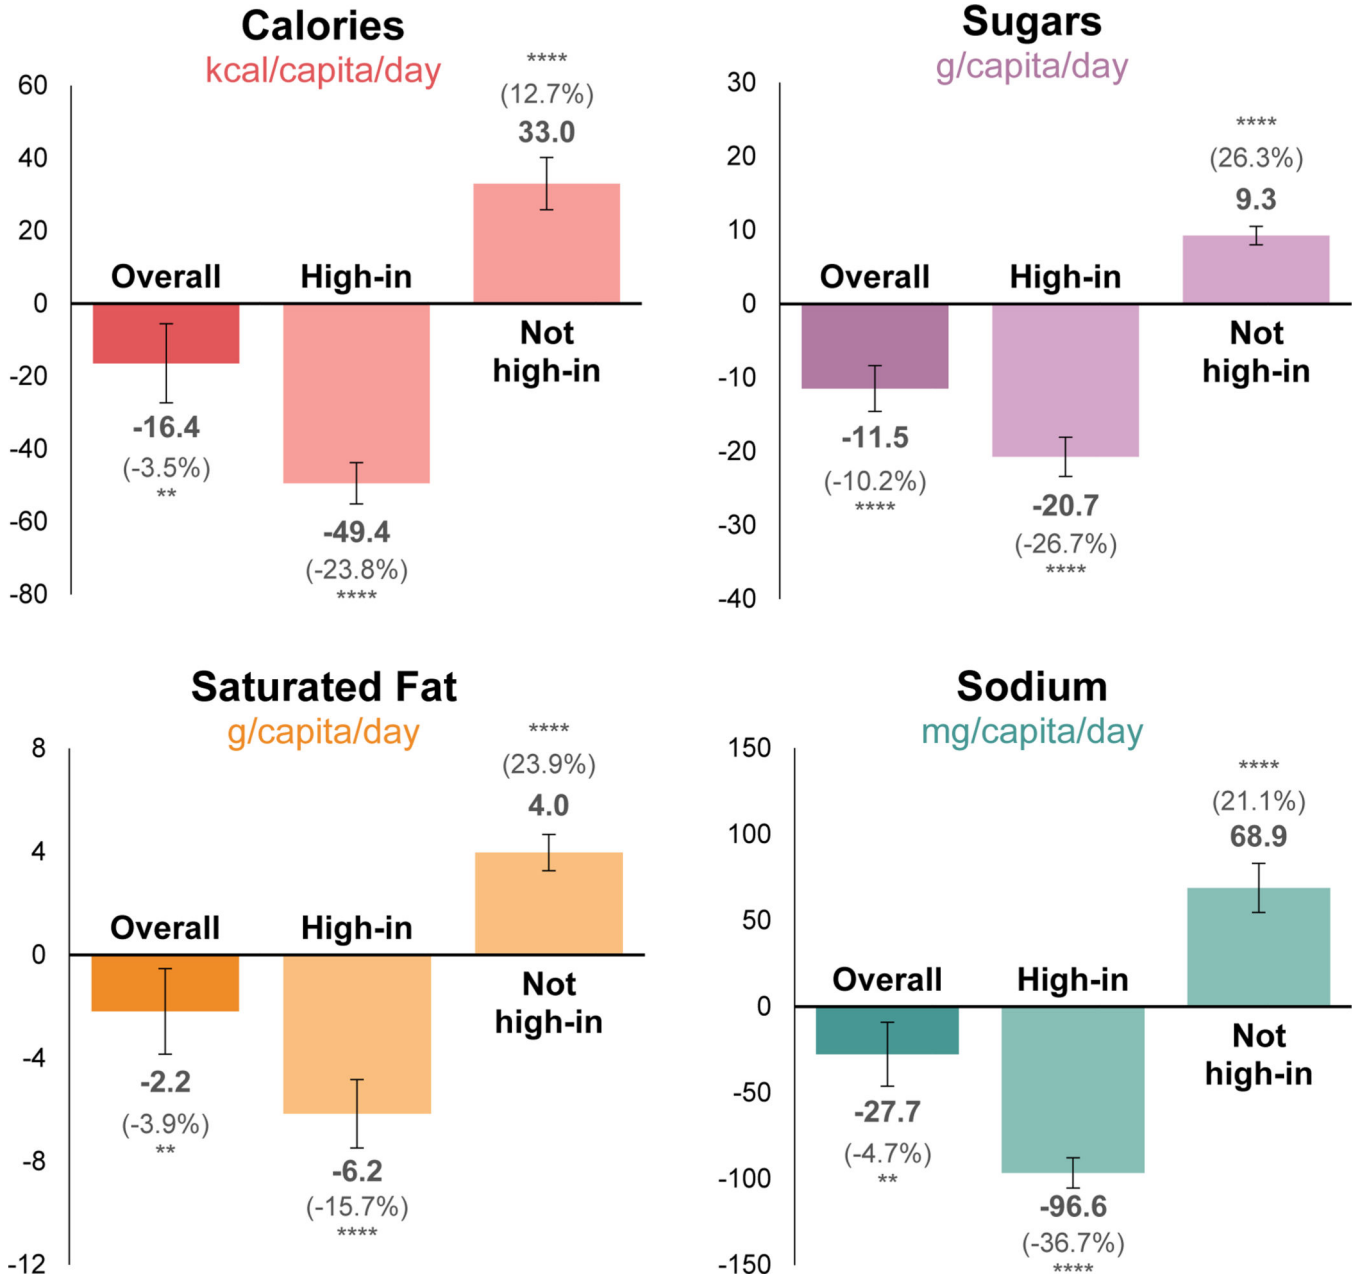 Calories
kcal/capita/day
60
40
20
0
-20
-40
-60
-80
Overall
-16.4
(-3.5%)
**
High-in
-49.4
(-23.8%)
****
****
(12.7%)
33.0
Not
high-in
Sugars
g/capita/day
30
20
10
0
-10
-20
-30
-40
Overall
-11.5
(-10.2%)
****
High-in
-20.7
(-26.7%)
****
****
(26.3%)
9.3
Not
high-in
Saturated Fat
g/capita/day
8
4
0
-4
-8
-12
Overall
-2.2
(-3.9%)
**
High-in
-6.2
(-15.7%)
****
****
(23.9%)
4.0
Not
high-in
Sodium
mg/capita/day
150
100
50
0
-50
-100
-150
Overall
-27.7
(-4.7%)
**
High-in
-96.6
(-36.7%)
****
****
(21.1%)
68.9
Not
high-in